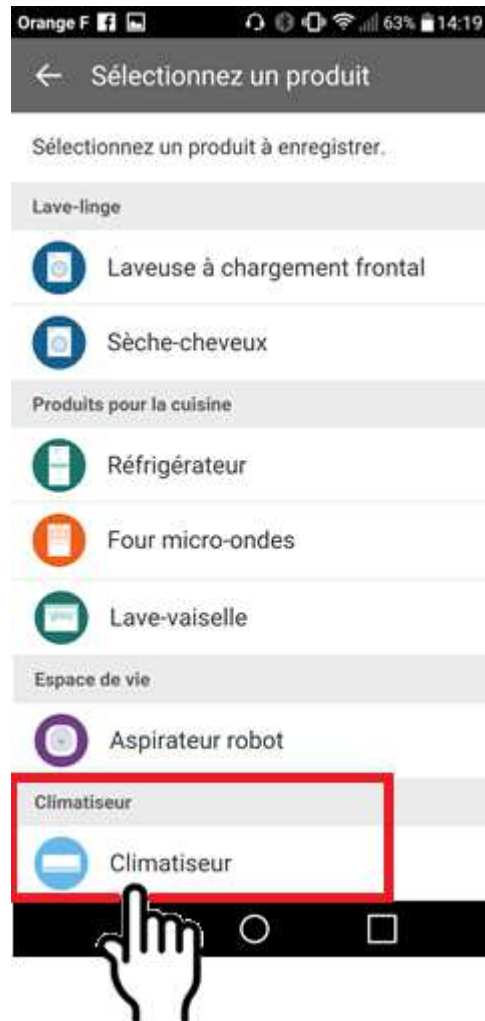 Orange F 63% 14:19
Sélectionnez un produit
Sélectionnez un produit à enregistrer.
Lave-linge
Laveuse à chargement frontal
Sèche-cheveux
Produits pour la cuisine
Réfrigérateur
Four micro-ondes
Lave-vaiselle
Espace de vie
Aspirateur robot
Climatiseur
Climatiseur